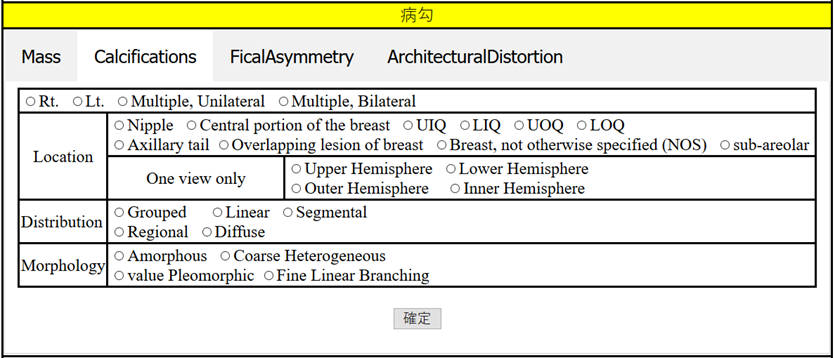 病勾
Mass Calcifications FicalAsymmetry ArchitecturalDistortion
Rt. Lt. Multiple, Unilateral Multiple, Bilateral
Location
Nipple Central portion of the breast UIQ LIQ UOQ LOQ
Axillary tail Overlapping lesion of breast Breast, not otherwise specified (NOS) sub-areolar
One view only
Upper Hemisphere Lower Hemisphere
Outer Hemisphere Inner Hemisphere
Distribution
Grouped Linear Segmental
Regional Diffuse
Morphology
Amorphous Coarse Heterogeneous
value Pleomorphic Fine Linear Branching
確定